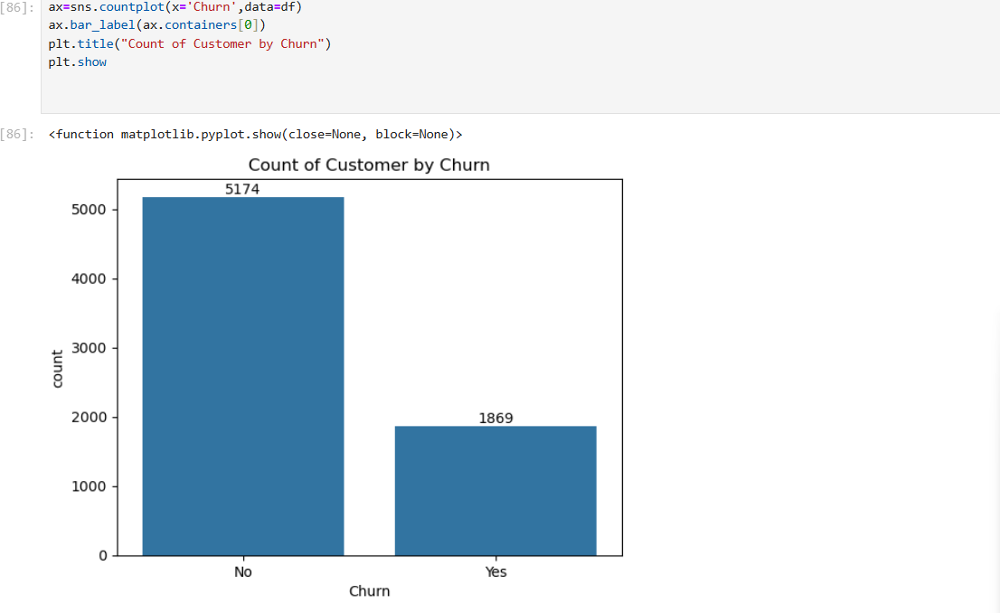 [86]: ax=sns.countplot(x='Churn',data=df)
ax.bar_label(ax.containers[0])
plt.title("Count of Customer by Churn")
plt.show
[86]: <function matplotlib.pyplot.show(close=None, block=None)>
Count of Customer by Churn
5174
5000
4000
3000
count
2000
1869
1000
0
No Yes
Churn